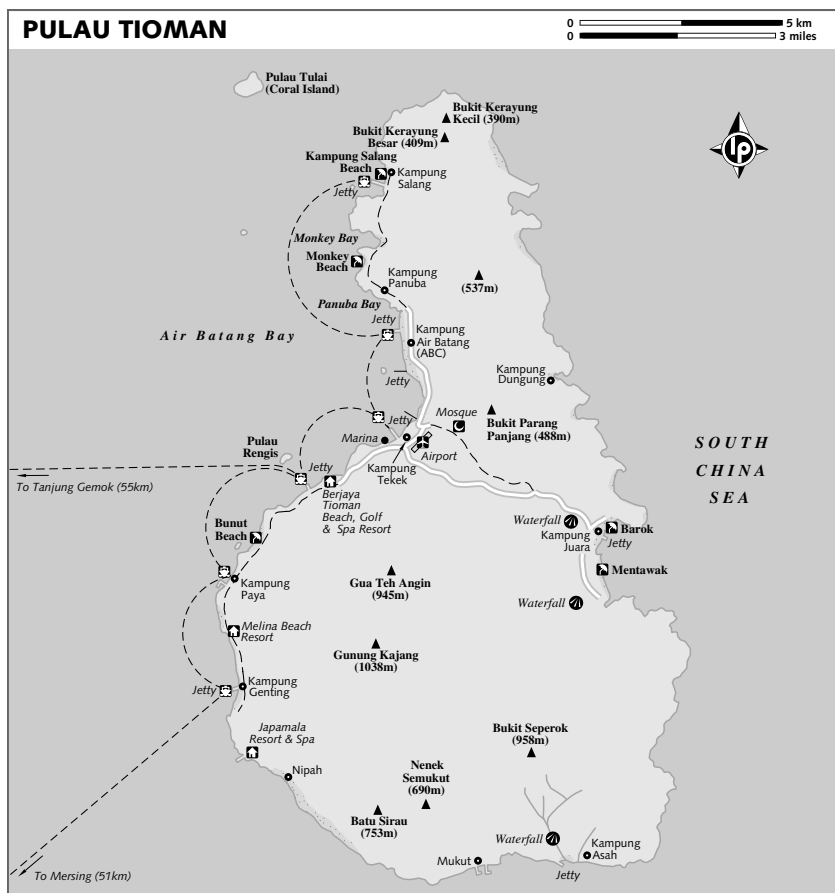 PULAU TIOMAN
0 5 km
0 3 miles
Pulau Tulai
(Coral Island)
Bukit Kerayung
Kecil (390m)
Bukit Kerayung
Besar (409m)
lp
Kampung Salang
Beach
Kampung
Salang
Jetty
Monkey Bay
Monkey
Beach
Kampung
Panuba
(537m)
Panuba Bay
Jetty
Kampung
Air Batang
(ABC)
Air Batang Bay
Jetty
Kampung
Dungung
Mosque
Jetty
Bukit Parang
Panjang (488m)
Marina
Airport
Pulau
Rengis
Kampung
Tekek
SOUTH
CHINA
SEA
Jetty
To Tanjung Gemok (55km)
Berjaya
Tioman
Beach, Golf
& Spa Resort
Bunut
Beach
Waterfall
Kampung
Juara
Barok
Jetty
Mentawak
Kampung
Paya
Gua Teh Angin
(945m)
Waterfall
Melina Beach
Resort
Gunung Kajang
(1038m)
Jetty
Kampung
Genting
Japamala
Resort & Spa
Bukit Seperok
(958m)
Nipah
Nenek
Semukut
(690m)
Batu Sirau
(753m)
Waterfall
Kampung
Asah
Mukut
Jetty
To Mersing (51km)